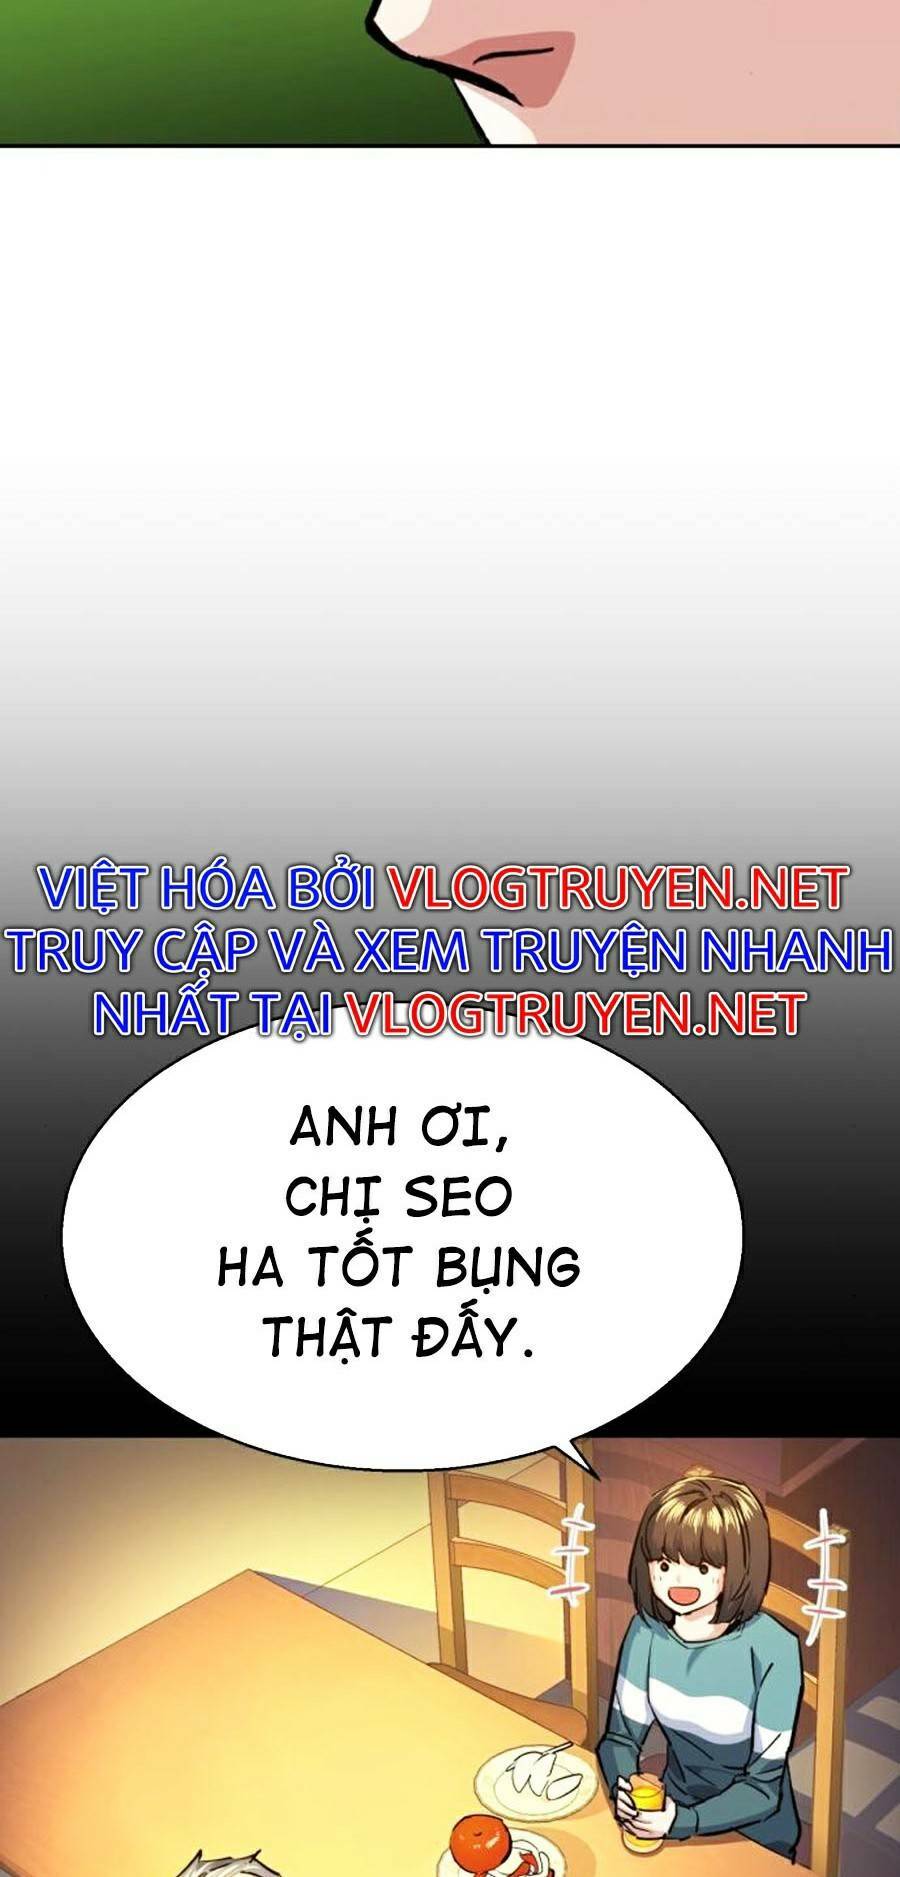 VIỆT HÓA BỞI VLOGTRUYEN.NET
TRUY CẬP VÀ XEM TRUYỆN NHANH
NHẤT TẠI VLOGTRUYEN.NET
ANH ƠI,
CHỊ SEO
HA TỐT BỤNG
THẬT ĐẤY.